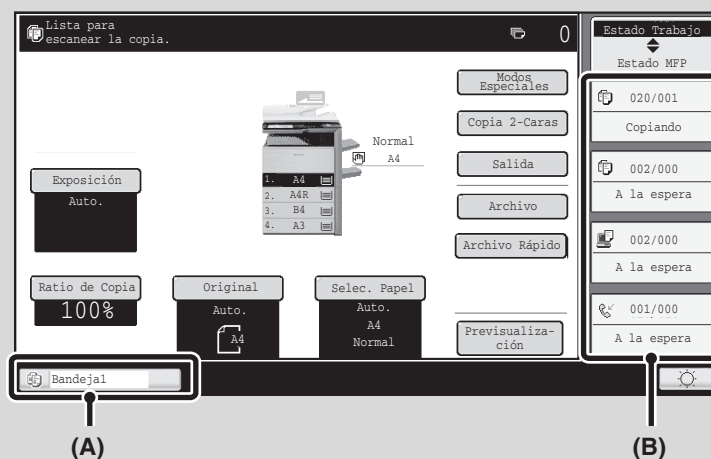 Lista para
escanear la copia.
0
Estado Trabajo
Estado MFP
Modos
Especiales
Copia 2-Caras
Salida
Archivo
Archivo Rápido
Previsualiza-
ción
Normal
A4
1. A4
2. A4R
3. B4
4. A3
Exposición
Auto.
Ratio de Copia
100%
Original
Auto.
A4
Selec. Papel
Auto.
A4
Normal
020/001
Copiando
002/000
A la espera
002/000
A la espera
001/000
A la espera
Bandeja1
(A)
(B)